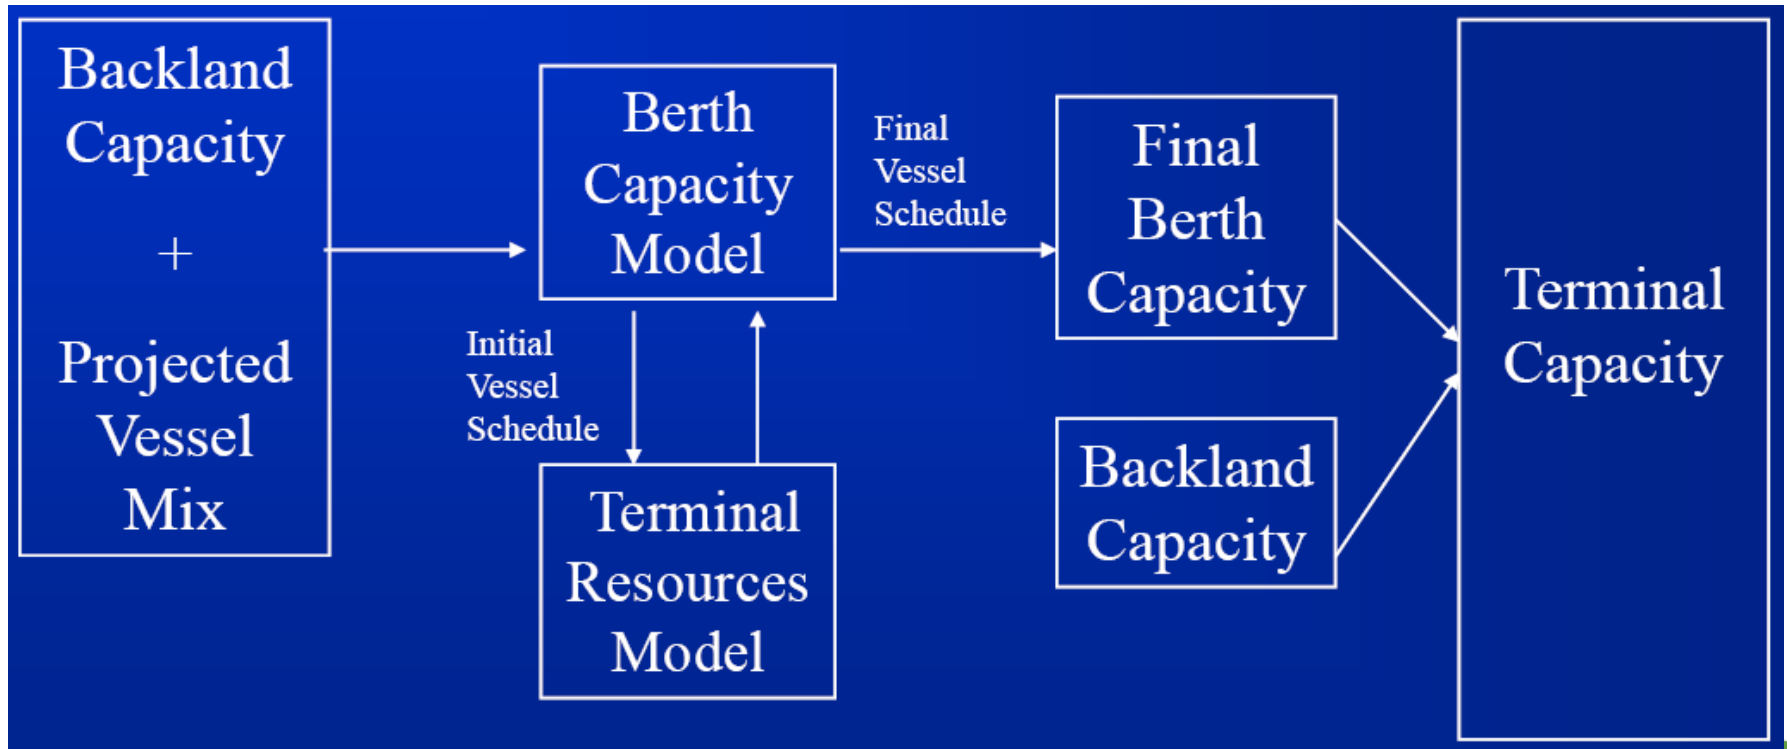 Backland
Capacity
+
Projected
Vessel
Mix
Berth
Capacity
Model
Initial
Vessel
Schedule
Terminal
Resources
Model
Final
Vessel
Schedule
Final
Berth
Capacity
Backland
Capacity
Terminal
Capacity